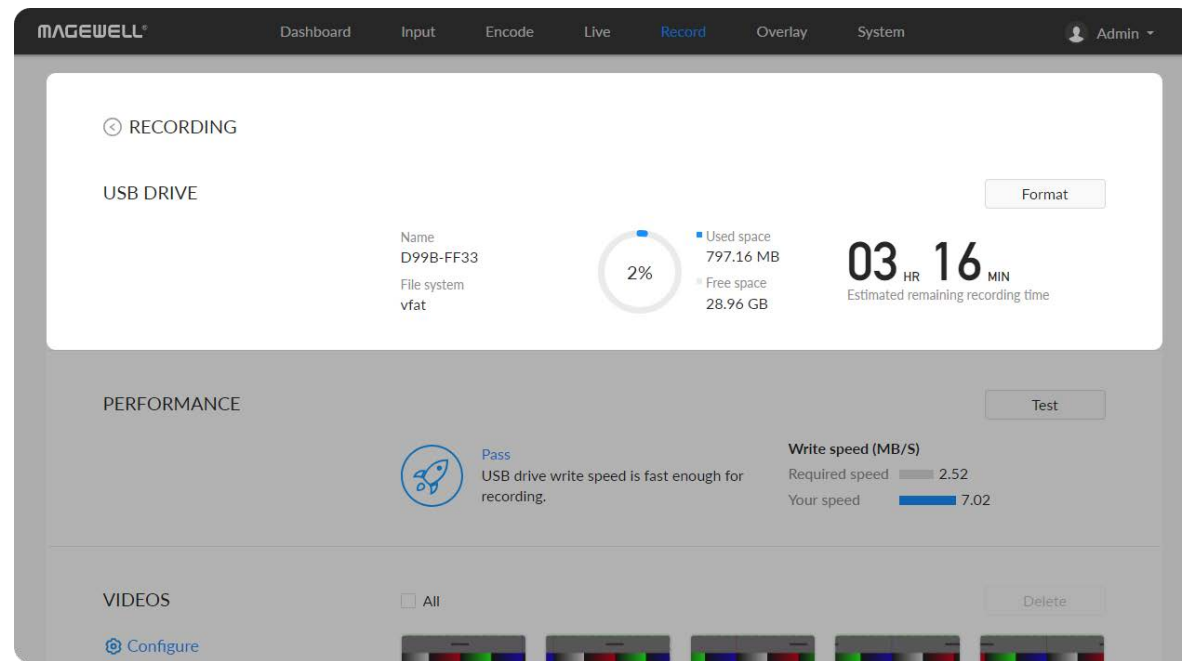 MAGEWELL®
Dashboard Input Encode Live Record Overlay System Admin
RECORDING
USB DRIVE
Format
Name
D99B-FF33
File system
vfat
2%
Used space
797.16 MB
Free space
28.96 GB
03 HR 16 MIN
Estimated remaining recording time
PERFORMANCE
Test
Pass
USB drive write speed is fast enough for
recording.
Write speed (MB/S)
Required speed 2.52
Your speed 7.02
VIDEOS
All
Delete
Configure